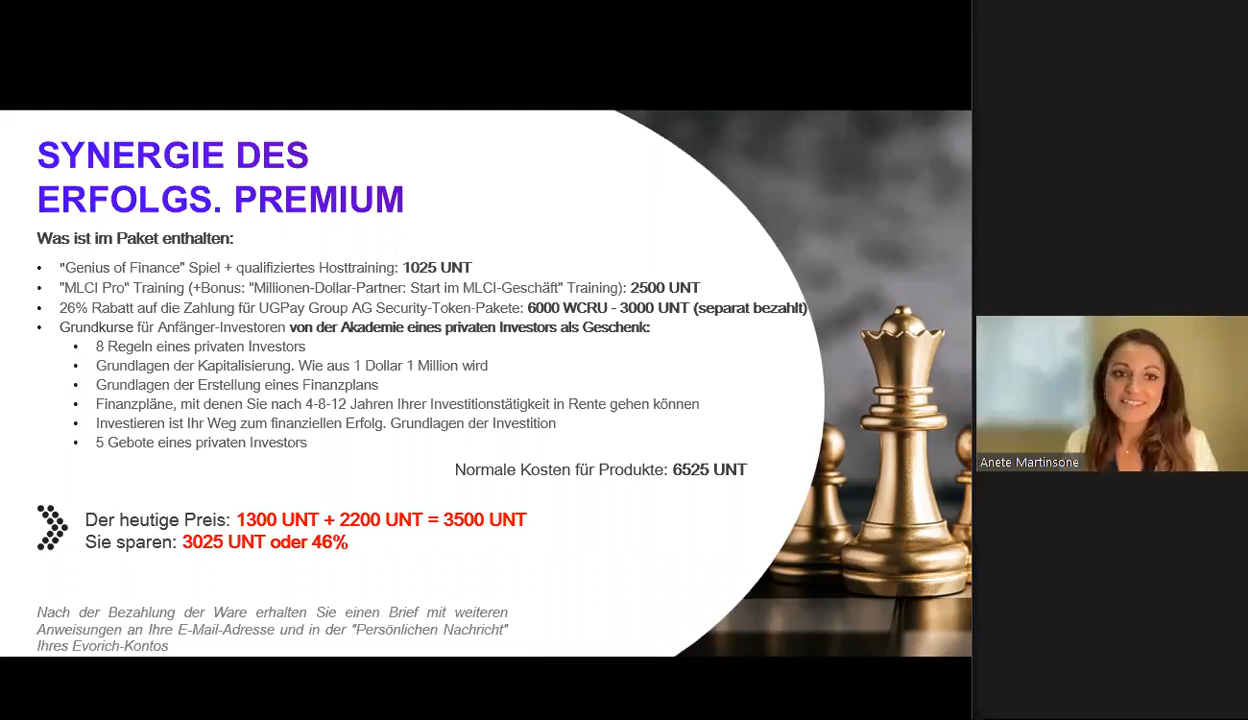 SYNERGIE DES
ERFOLGS. PREMIUM
Was ist im Paket enthalten:
• "Genius of Finance" Spiel + qualifiziertes Hosttraining: 1025 UNT
• "MLCI Pro" Training (+Bonus: "Millionen-Dollar-Partner: Start im MLCI-Geschäft" Training): 2500 UNT
• 26% Rabatt auf die Zahlung für UGPay Group AG Security-Token-Pakete: 6000 WCRU - 3000 UNT (separat bezahlt)
• Grundkurse für Anfänger-Investoren von der Akademie eines privaten Investors als Geschenk:
• 8 Regeln eines privaten Investors
• Grundlagen der Kapitalisierung. Wie aus 1 Dollar 1 Million wird
• Grundlagen der Erstellung eines Finanzplans
• Finanzpläne, mit denen Sie nach 4-8-12 Jahren Ihrer Investitionstätigkeit in Rente gehen können
• Investieren ist Ihr Weg zum finanziellen Erfolg. Grundlagen der Investition
• 5 Gebote eines privaten Investors
Normale Kosten für Produkte: 6525 UNT
Der heutige Preis: 1300 UNT + 2200 UNT = 3500 UNT
Sie sparen: 3025 UNT oder 46%
Nach der Bezahlung der Ware erhalten Sie einen Brief mit weiteren
Anweisungen an Ihre E-Mail-Adresse und in der "Persönlichen Nachricht"
Ihres Evorich-Kontos
Anete Martinsone